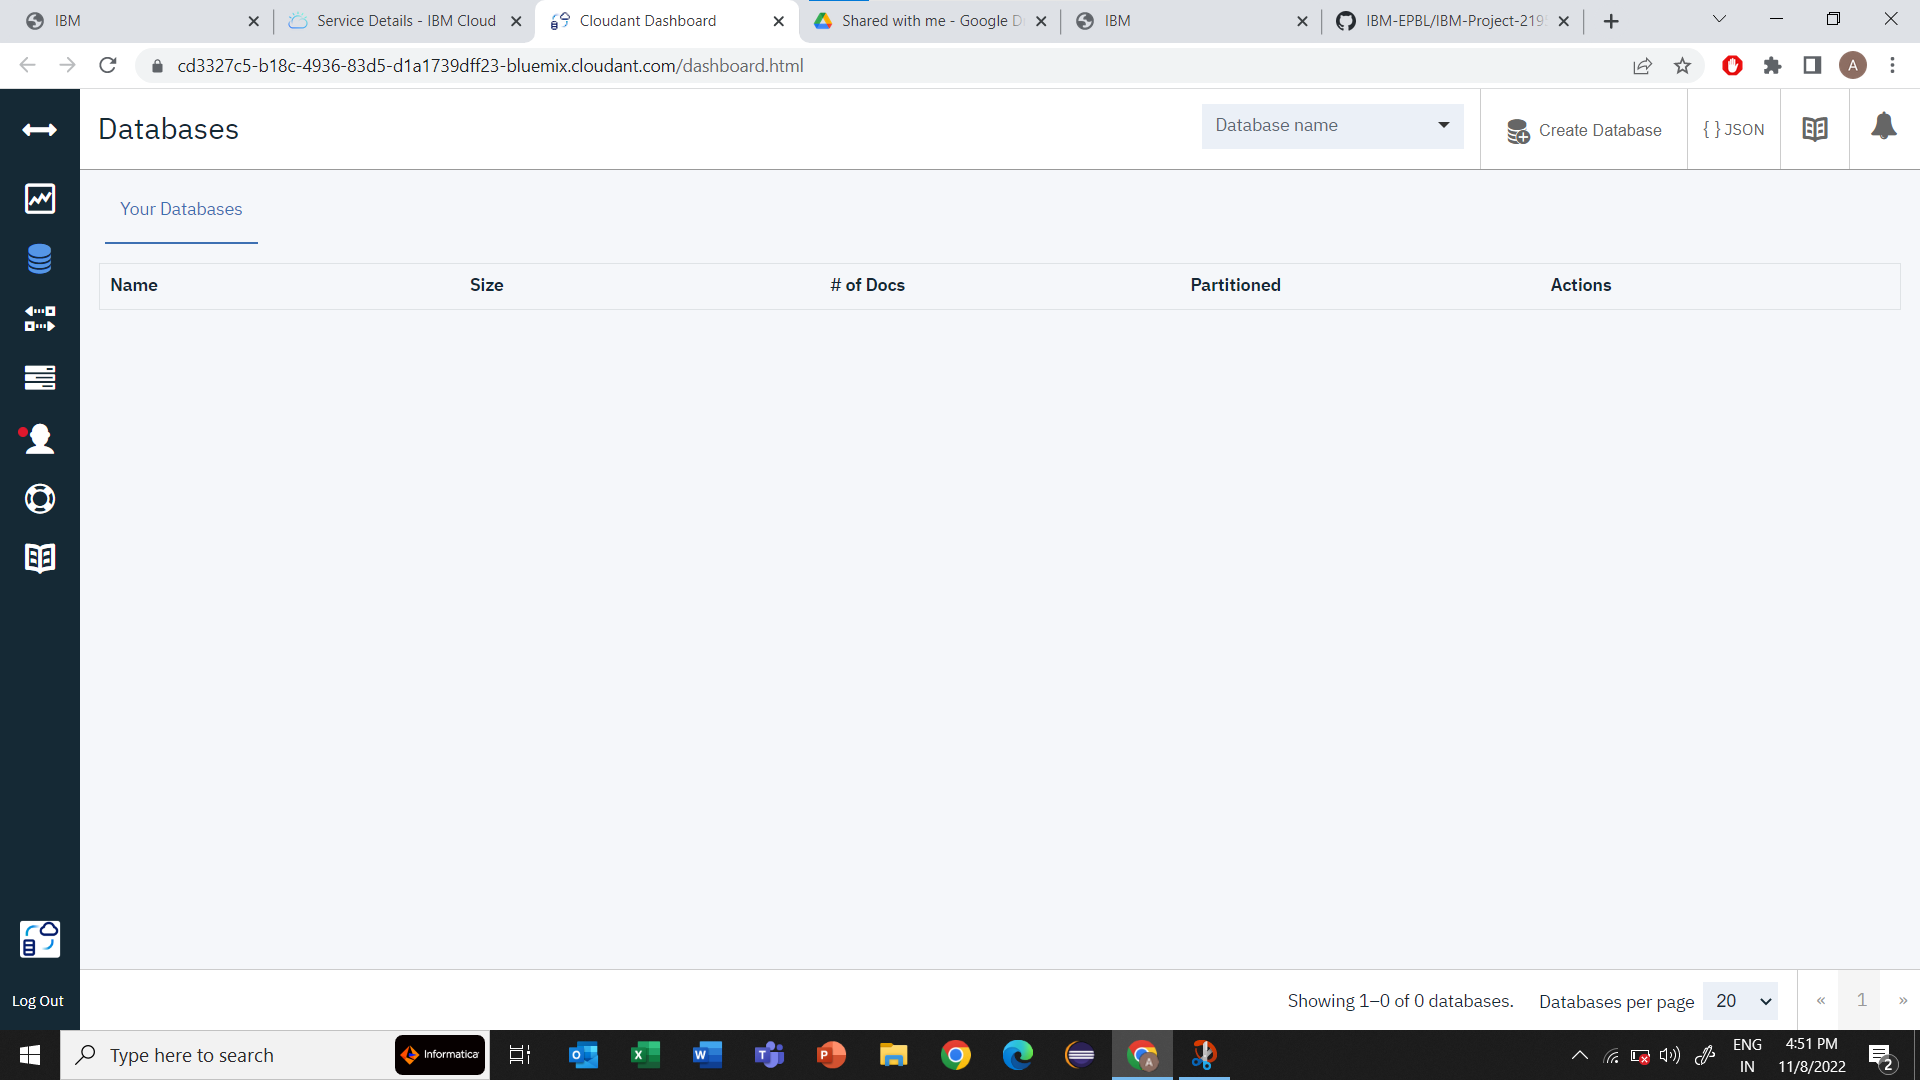 IBM
Service Details - IBM Cloud
Cloudant Dashboard
Shared with me - Google D
IBM
IBM-EPBL/IBM-Project-219
cd3327c5-b18c-4936-83d5-d1a1739dff23-bluemix.cloudant.com/dashboard.html
A
Databases
Database name
Create Database
{ } JSON
Your Databases
Name
Size
# of Docs
Partitioned
Actions
Log Out
Showing 1–0 of 0 databases.
Databases per page
20
«
1
»
Type here to search
Informatica
A
ENG
IN
4:51 PM
11/8/2022
2